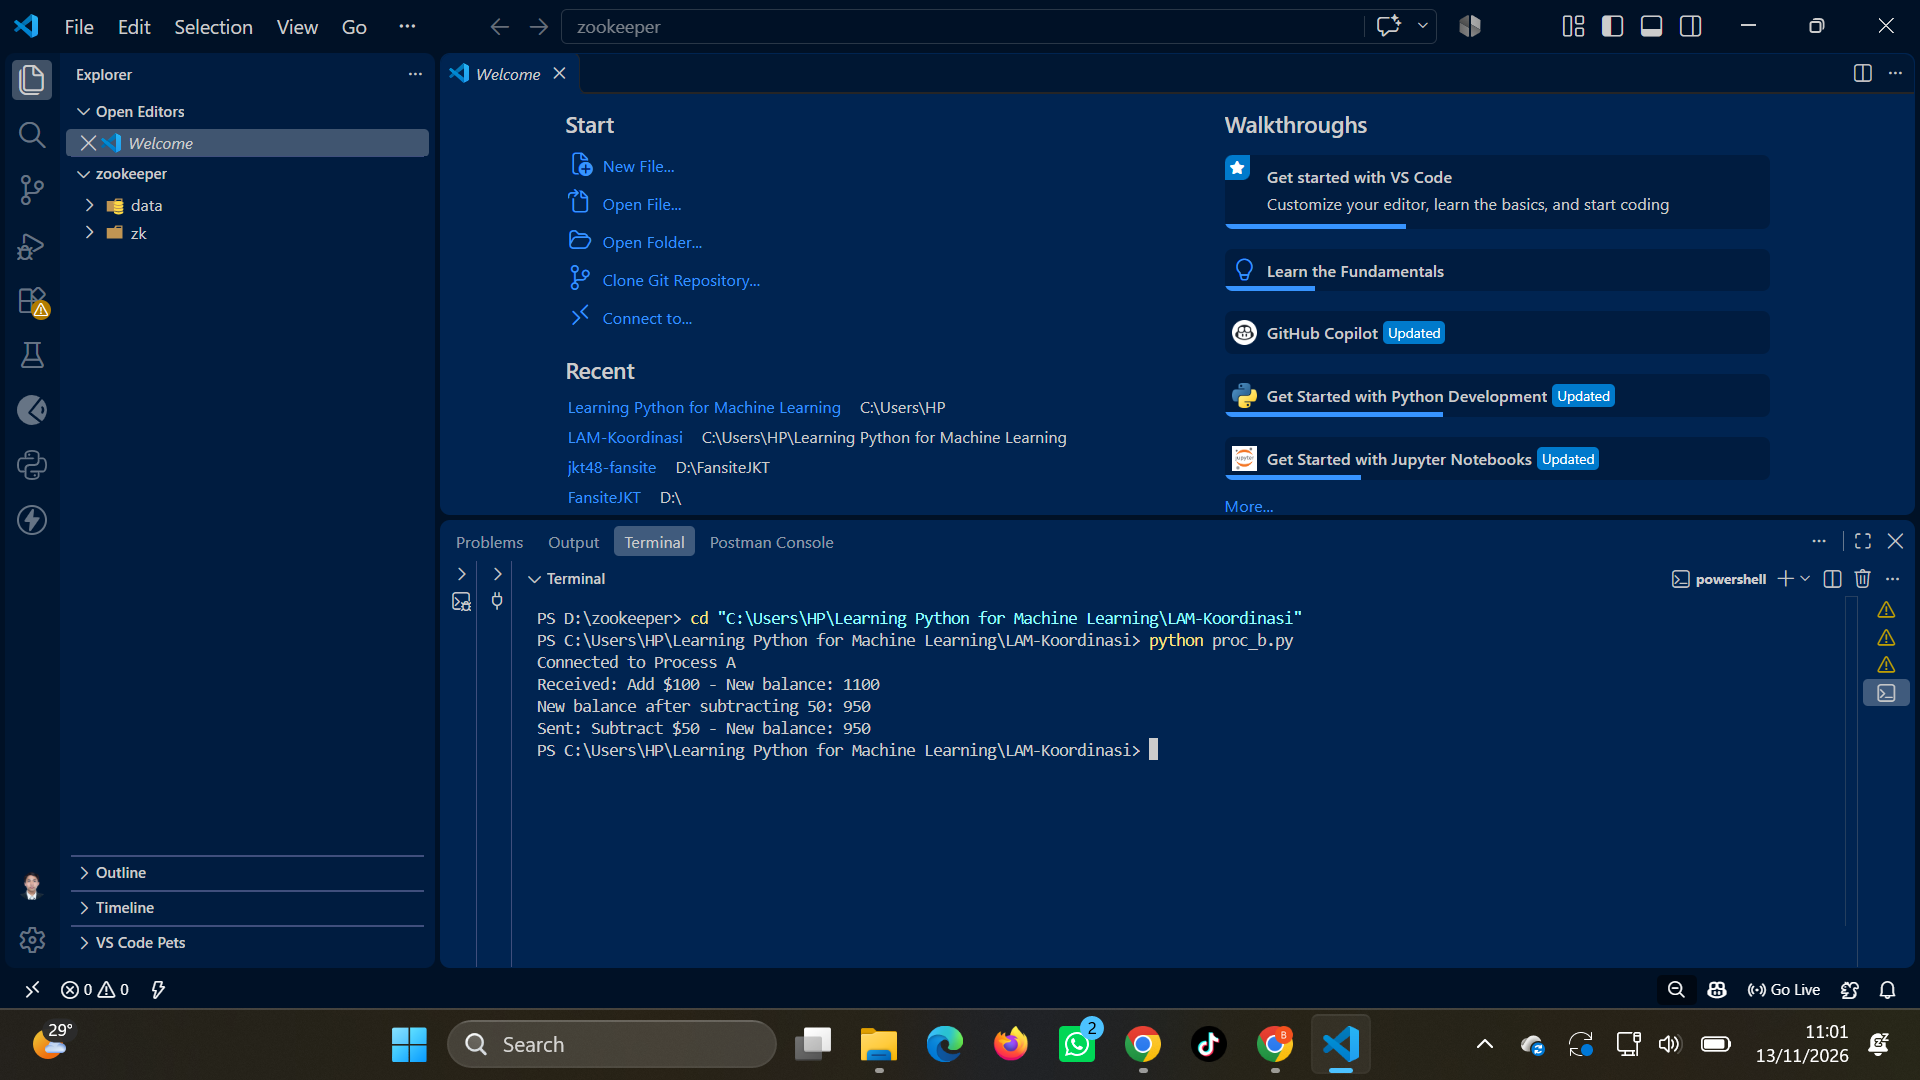 File Edit Selection View Go ···
zookeeper
Explorer
Open Editors
Welcome
zookeeper
data
zk
Outline
Timeline
VS Code Pets
Welcome
Start
New File...
Open File...
Open Folder...
Clone Git Repository...
Connect to...
Recent
Learning Python for Machine Learning C:\Users\HP
LAM-Koordinasi C:\Users\HP\Learning Python for Machine Learning
jkt48-fansite D:\FansiteJKT
FansiteJKT D:\
Walkthroughs
Get started with VS Code
Customize your editor, learn the basics, and start coding
Learn the Fundamentals
GitHub Copilot Updated
Get Started with Python Development Updated
Get Started with Jupyter Notebooks Updated
More...
Problems Output Terminal Postman Console
Terminal
powershell
PS D:\zookeeper> cd "C:\Users\HP\Learning Python for Machine Learning\LAM-Koordinasi"
PS C:\Users\HP\Learning Python for Machine Learning\LAM-Koordinasi> python proc_b.py
Connected to Process A
Received: Add $100 - New balance: 1100
New balance after subtracting 50: 950
Sent: Subtract $50 - New balance: 950
PS C:\Users\HP\Learning Python for Machine Learning\LAM-Koordinasi>
0 0
Go Live
29°
Search
2
11:01
13/11/2026